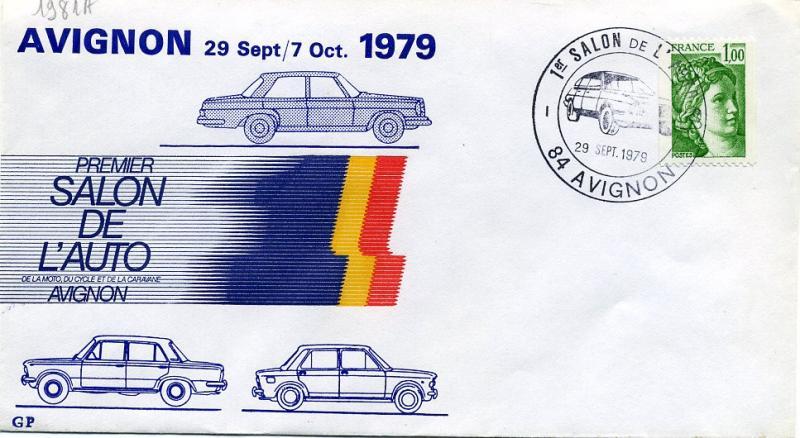 1981A
AVIGNON 29 Sept/7 Oct. 1979
PREMIER
SALON
DE
L'AUTO
DE LA MOTO, DU CYCLE ET DE LA CARAVANE
AVIGNON
GP
1er SALON DE L'
29 SEPT. 1979
84 AVIGNON
FRANCE
1,00
POSTES